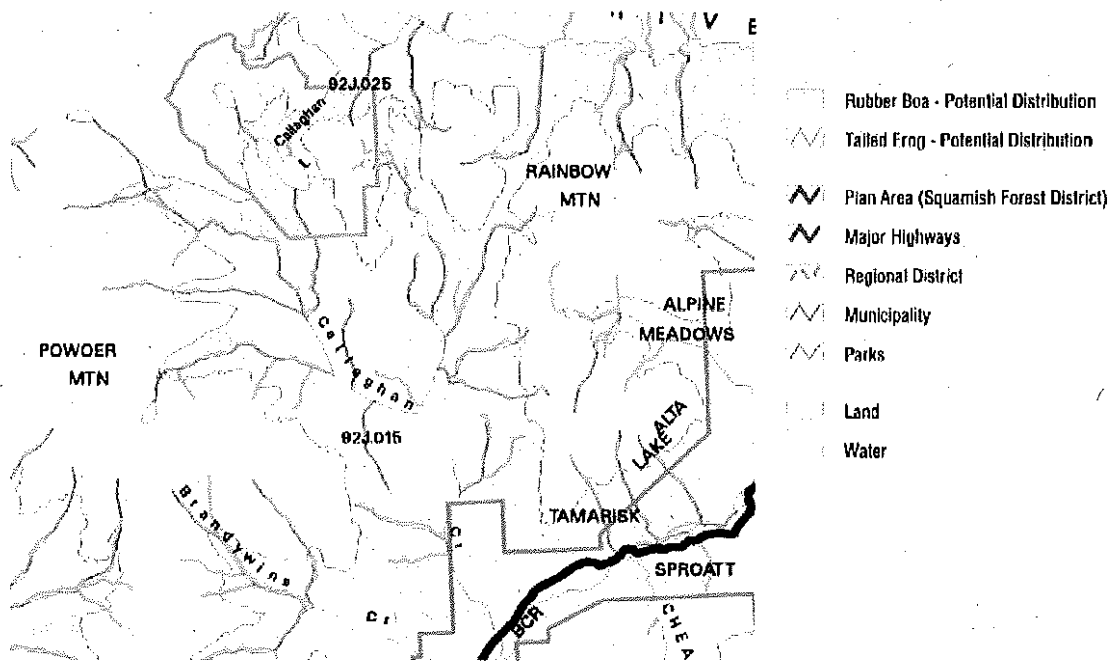 V E
92J.025
Callaghan
L
RAINBOW
MTN
ALPINE
MEADOWS
POWOER
MTN
Callaghan
92J.015
ALTA
LAKE
Brandywine
TAMARISK
Cr
SPROATT
BCR
Cr
CHEA
Rubber Boa - Potential Distribution
Tailed Frog - Potential Distribution
Plan Area (Squamish Forest District)
Major Highways
Regional District
Municipality
Parks
Land
Water